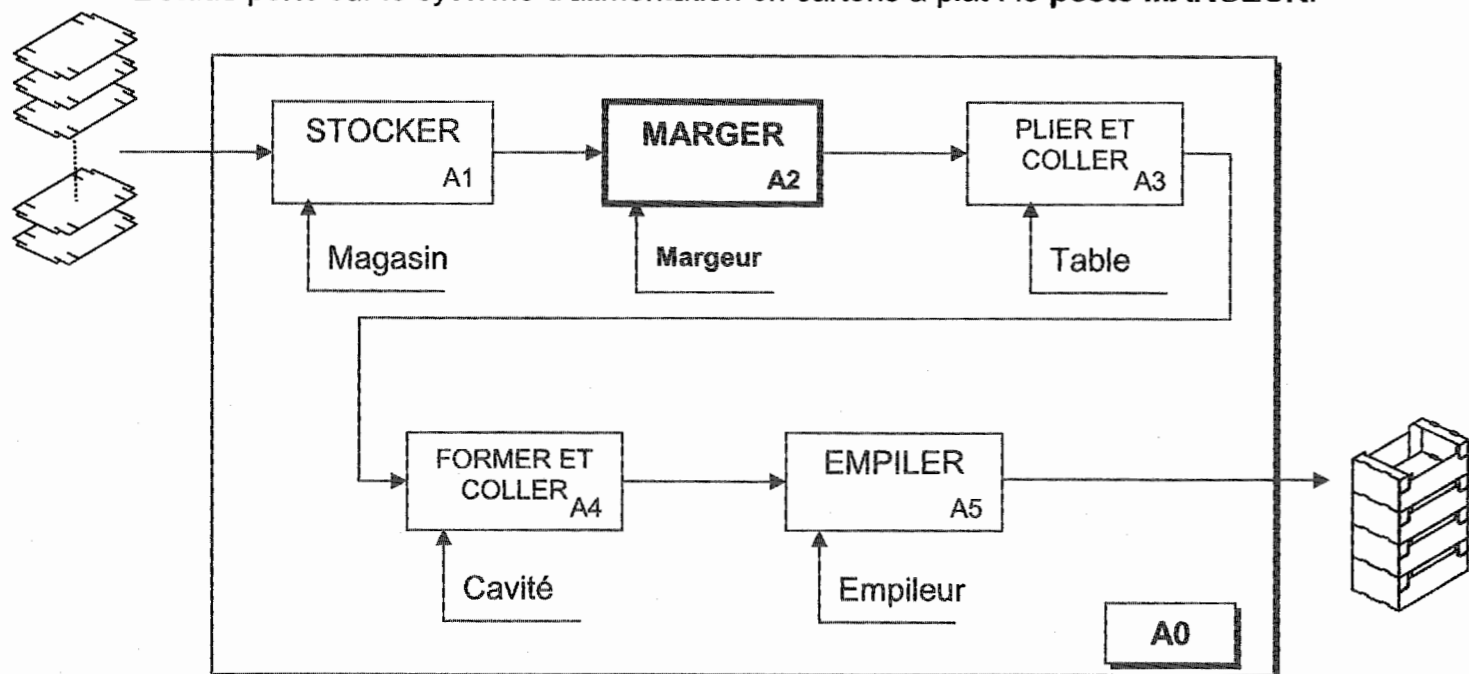 STOCKER
A1
Magasin
MARGER
A2
Margeur
PLIER ET
COLLER
A3
Table
FORMER ET
COLLER
A4
Cavité
EMPILER
A5
Empileur
A0